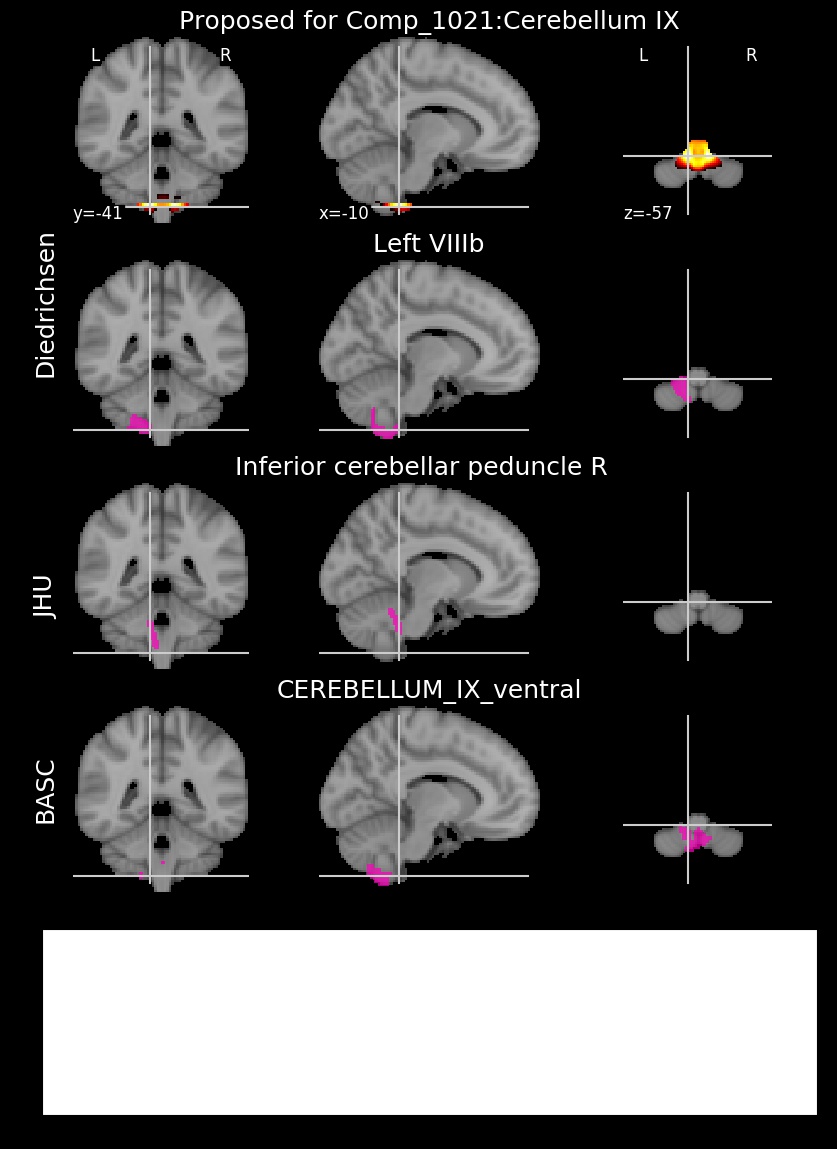 Proposed for Comp_1021:Cerebellum IX
L R L R
y=-41 x=-10 z=-57
Diedrichsen
Left VIIIb
JHU
Inferior cerebellar peduncle R
BASC
CEREBELLUM_IX_ventral